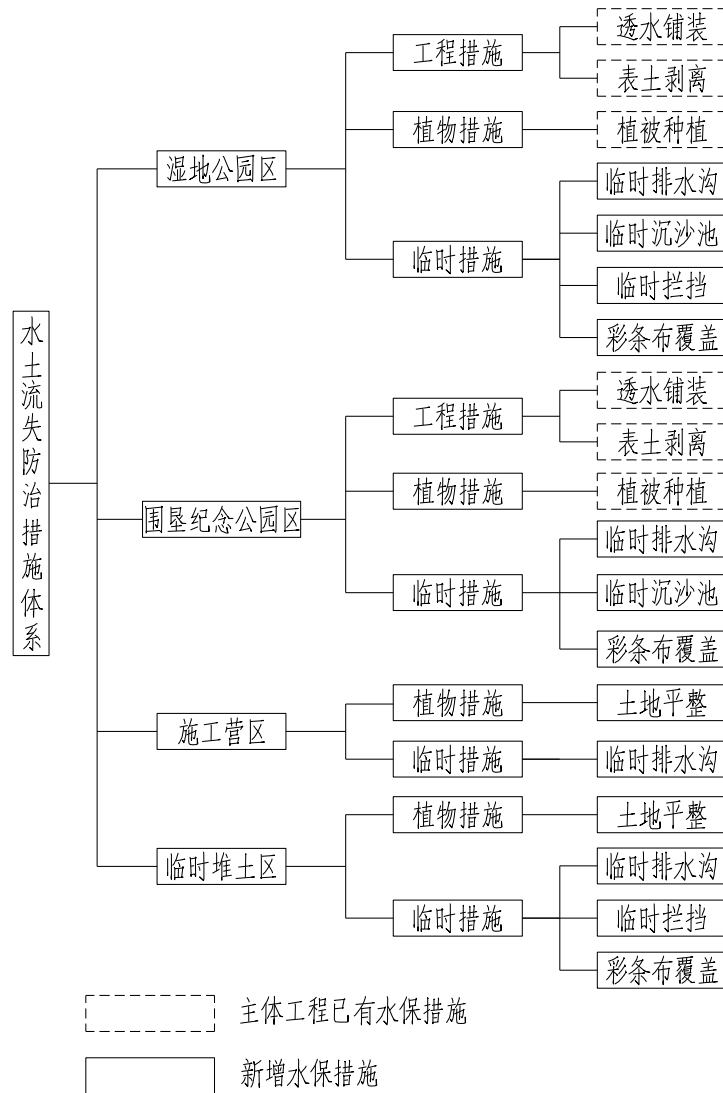 水土流失防治措施体系
湿地公园区
工程措施
透水铺装
表土剥离
植物措施
植被种植
临时措施
临时排水沟
临时沉沙池
临时拦挡
彩条布覆盖
围垦纪念公园区
工程措施
透水铺装
表土剥离
植物措施
植被种植
临时措施
临时排水沟
临时沉沙池
彩条布覆盖
施工营区
植物措施
土地平整
临时措施
临时排水沟
临时堆土区
植物措施
土地平整
临时措施
临时排水沟
临时拦挡
彩条布覆盖
主体工程已有水保措施
新增水保措施